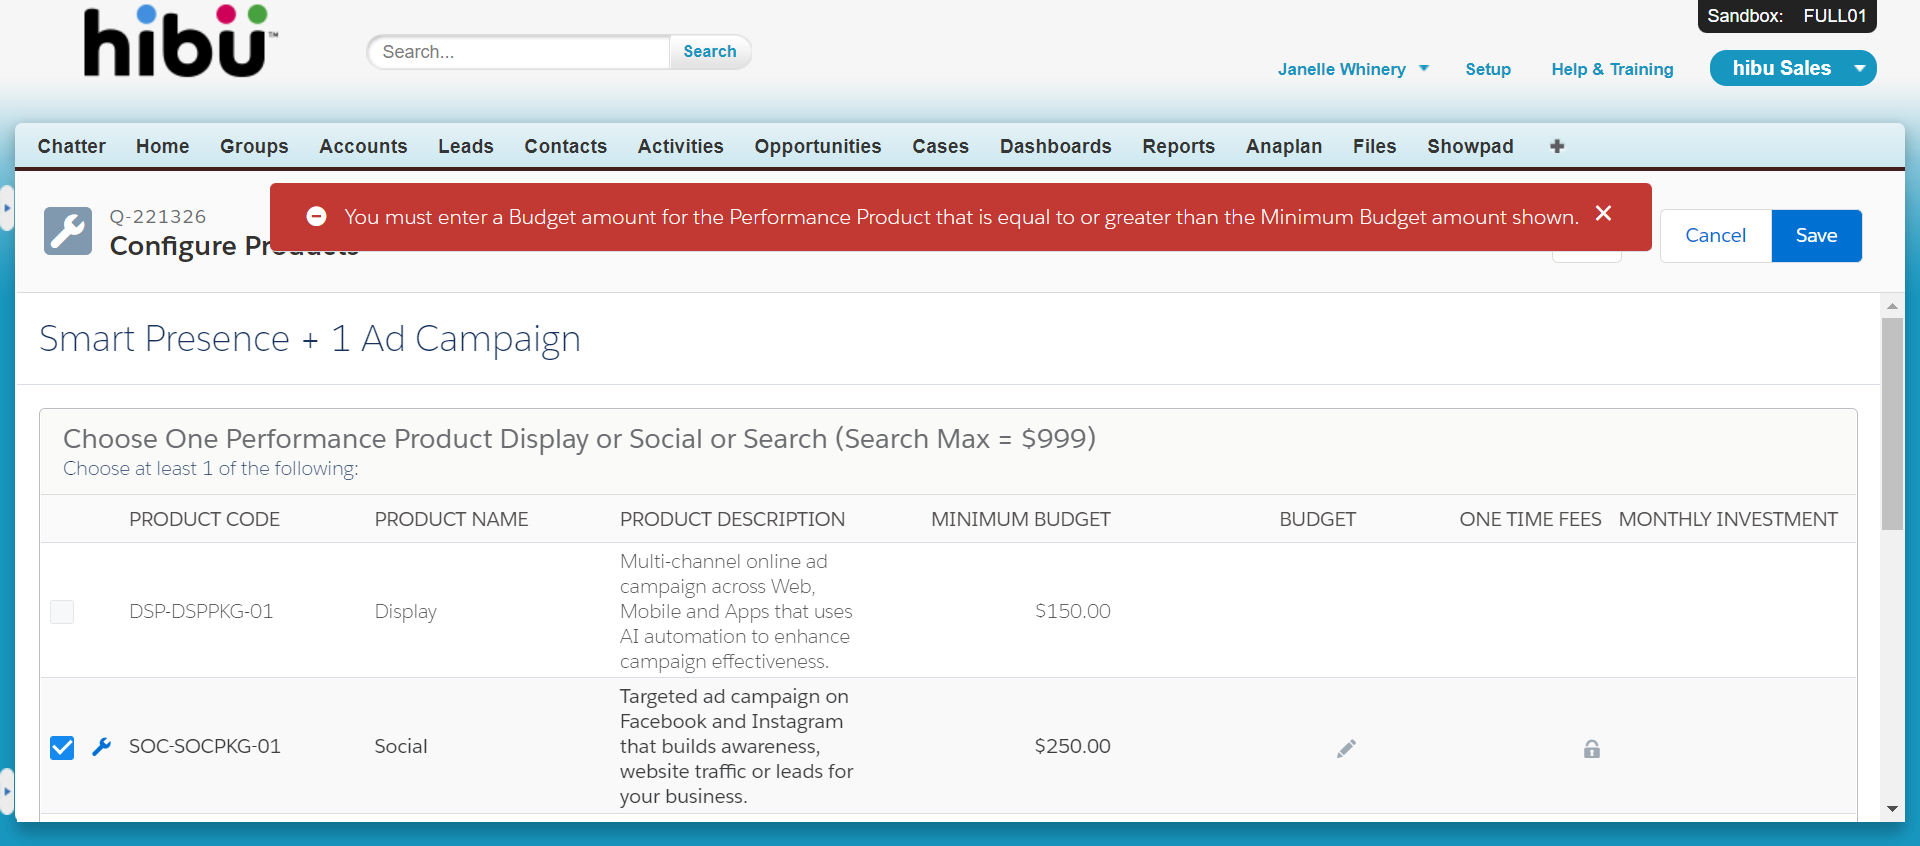 hibü™
Search...
Search
Sandbox: FULL01
Janelle Whinery
Setup
Help & Training
hibu Sales
Chatter Home Groups Accounts Leads Contacts Activities Opportunities Cases Dashboards Reports Anaplan Files Showpad
Q-221326
You must enter a Budget amount for the Performance Product that is equal to or greater than the Minimum Budget amount shown.
Configure Products
Cancel
Save
Smart Presence + 1 Ad Campaign
Choose One Performance Product Display or Social or Search (Search Max = $999)
Choose at least 1 of the following:
PRODUCT CODE PRODUCT NAME PRODUCT DESCRIPTION MINIMUM BUDGET BUDGET ONE TIME FEES MONTHLY INVESTMENT
Multi-channel online ad
campaign across Web,
DSP-DSPPKG-01 Display Mobile and Apps that uses $150.00
AI automation to enhance
campaign effectiveness.
Targeted ad campaign on
Facebook and Instagram
SOC-SOCPKG-01 Social that builds awareness, $250.00
website traffic or leads for
your business.